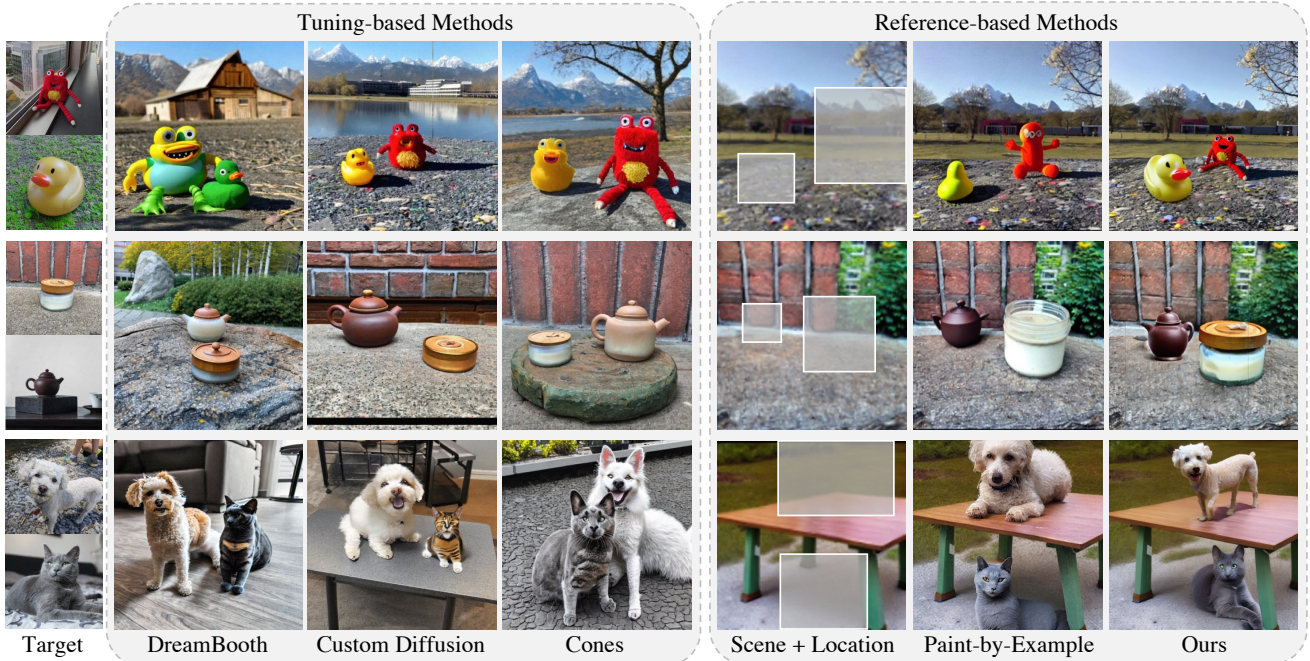 Tuning-based Methods
Reference-based Methods
Target
DreamBooth
Custom Diffusion
Cones
Scene + Location
Paint-by-Example
Ours